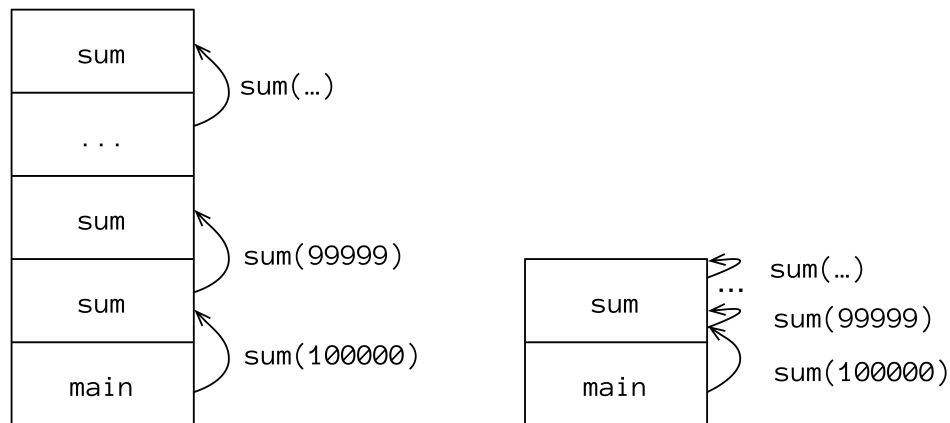 sum
sum(…)
...
sum
sum(99999)
sum
sum(100000)
main
sum(…)
...
sum
sum(99999)
sum(100000)
main